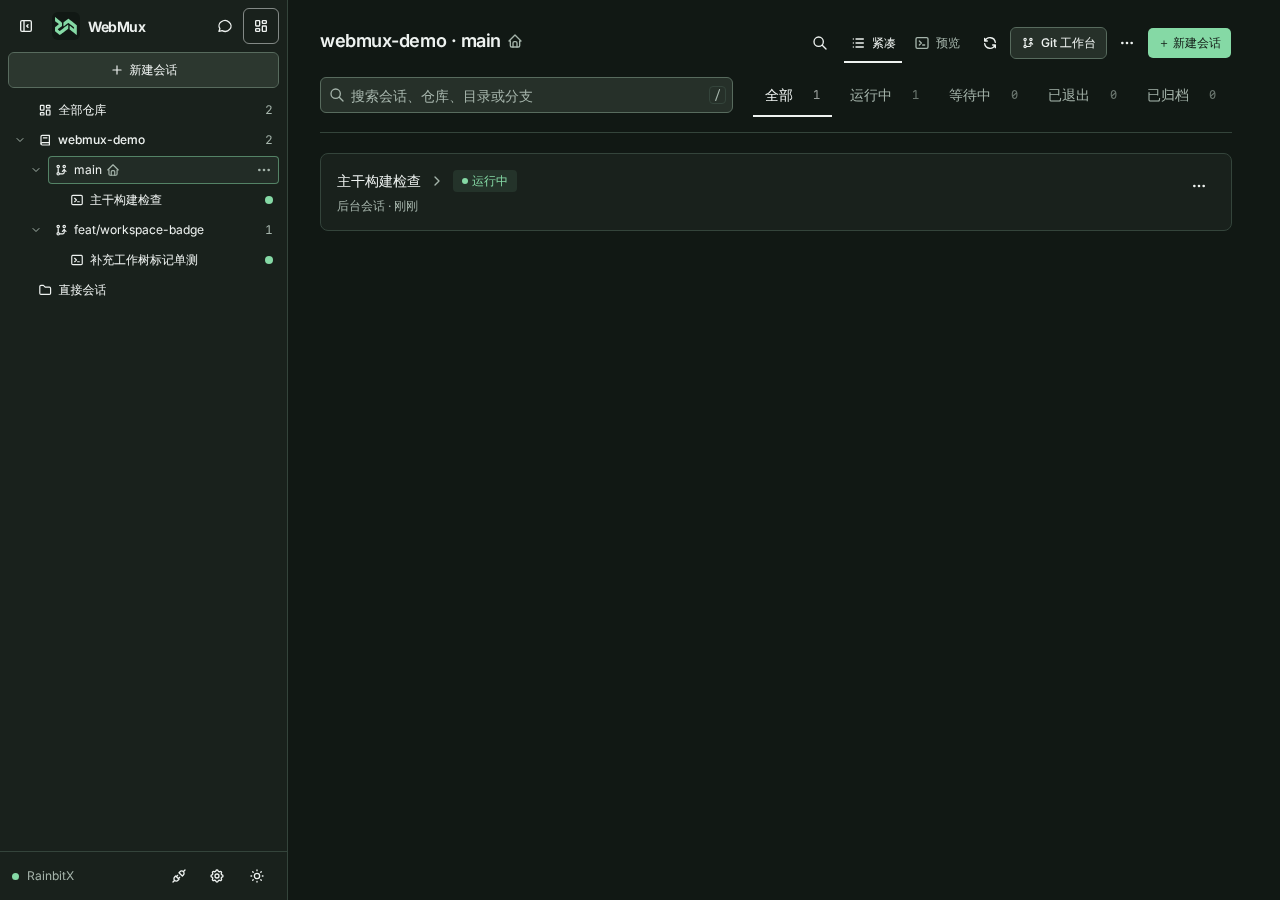 WebMux
新建会话
全部仓库 2
webmux-demo 2
main
主干构建检查
feat/workspace-badge 1
补充工作树标记单测
直接会话
RainbitX
webmux-demo · main
紧凑
预览
Git 工作台
+ 新建会话
搜索会话、仓库、目录或分支 /
全部 1
运行中 1
等待中 0
已退出 0
已归档 0
主干构建检查
运行中
后台会话 · 刚刚